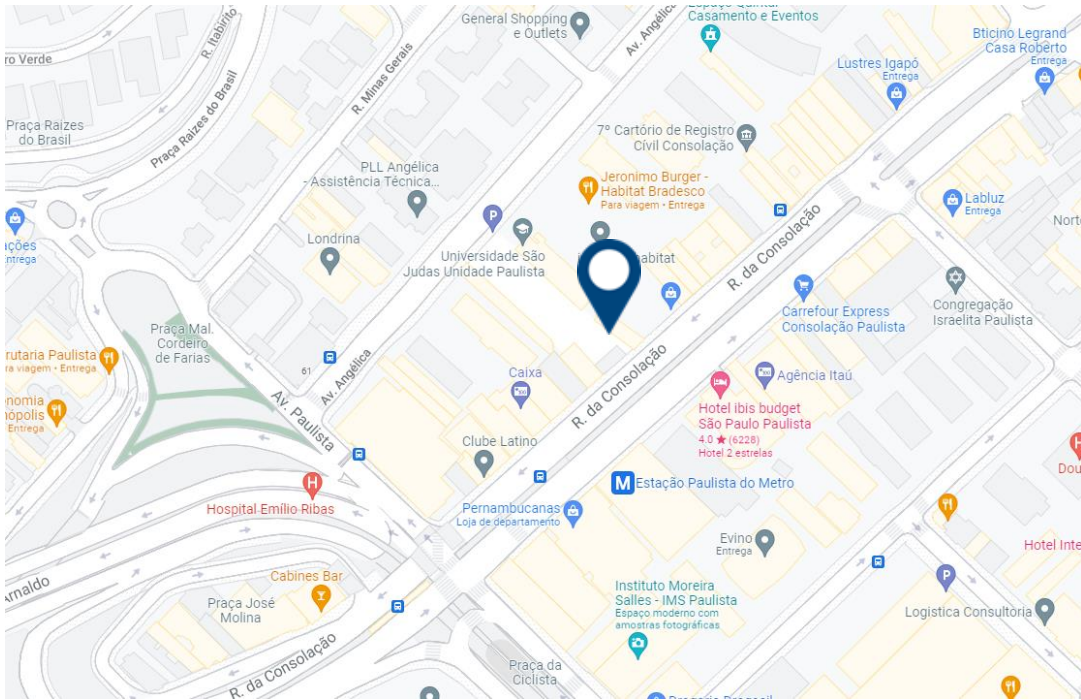 General Shopping
e Outlets
Casamento e Eventos
Bticino Legrand
Casa Roberto
Entrega
R. Itabirito
ro Verde
R. Minas Gerais
Av. Angélica
Lustres Igapó
Entrega
Praça Raizes
do Brasil
Praça Raizes do Brasil
7º Cartório de Registro
Civil Consolação
PLL Angélica
- Assistência Técnica...
Jeronimo Burger -
Habitat Bradesco
Para viagem • Entrega
P
Labluz
Entrega
ações
Entrega
Londrina
Universidade São
Judas Unidade Paulista
habitat
R. da Consolação
Carrefour Express
Consolação Paulista
Congregação
Israelita Paulista
Praça Mal.
Cordeiro
de Farias
rutaria Paulista
ra viagem • Entrega
61
Av. Angélica
Caixa
R. da Consolação
Agência Itaú
Hotel ibis budget
São Paulo Paulista
4.0 ★ (6228)
Hotel 2 estrelas
onomia
nópolis
Entrega
Av. Paulista
Clube Latino
H
Dou
H
Hospital Emílio Ribas
M
Estação Paulista do Metro
Pernambucanas
Loja de departamento
Evino
Entrega
Hotel Inte
Arnaldo
Cabines Bar
Praça José
Molina
Instituto Moreira
Salles - IMS Paulista
Espaço moderno com
amostras fotográficas
P
Logistica Consultoria
R. da Consolação
Praça da
Ciclista